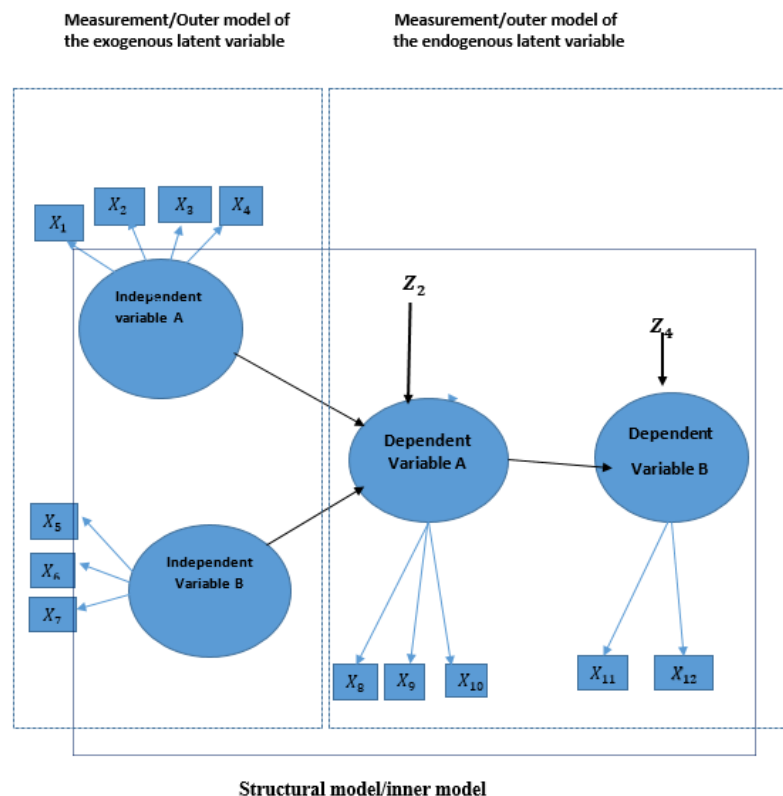 Measurement/Outer model of
the exogenous latent variable
Measurement/outer model of
the endogenous latent variable
X₁
X₂
X₃
X₄
Independent
variable A
Z₂
Z₄
Dependent
Variable A
Dependent
Variable B
X₅
X₆
X₇
Independent
Variable B
X₈
X₉
X₁₀
X₁₁
X₁₂
Structural model/inner model